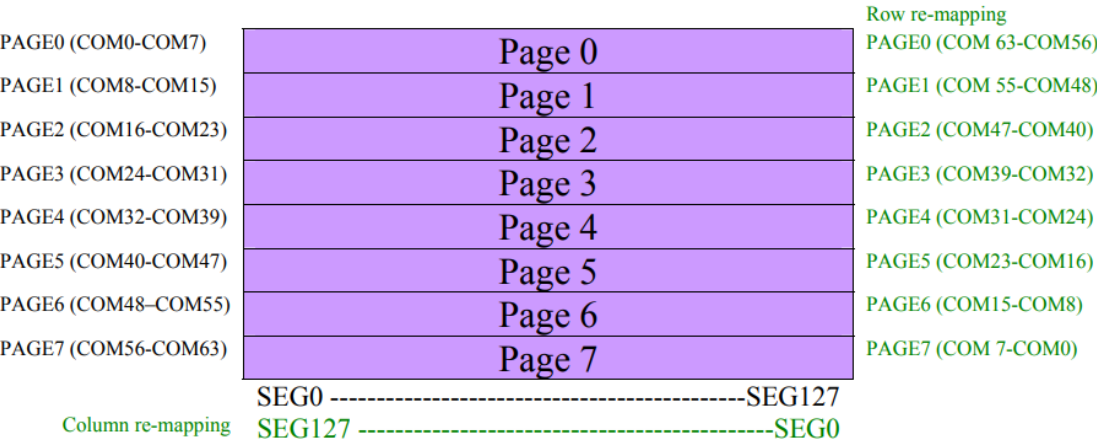 Row re-mapping
PAGE0 (COM0-COM7) Page 0 PAGE0 (COM 63-COM56)
PAGE1 (COM8-COM15) Page 1 PAGE1 (COM 55-COM48)
PAGE2 (COM16-COM23) Page 2 PAGE2 (COM47-COM40)
PAGE3 (COM24-COM31) Page 3 PAGE3 (COM39-COM32)
PAGE4 (COM32-COM39) Page 4 PAGE4 (COM31-COM24)
PAGE5 (COM40-COM47) Page 5 PAGE5 (COM23-COM16)
PAGE6 (COM48–COM55) Page 6 PAGE6 (COM15-COM8)
PAGE7 (COM56-COM63) Page 7 PAGE7 (COM 7-COM0)
SEG0 ---------------------------------------------SEG127
Column re-mapping SEG127 ---------------------------------------------SEG0